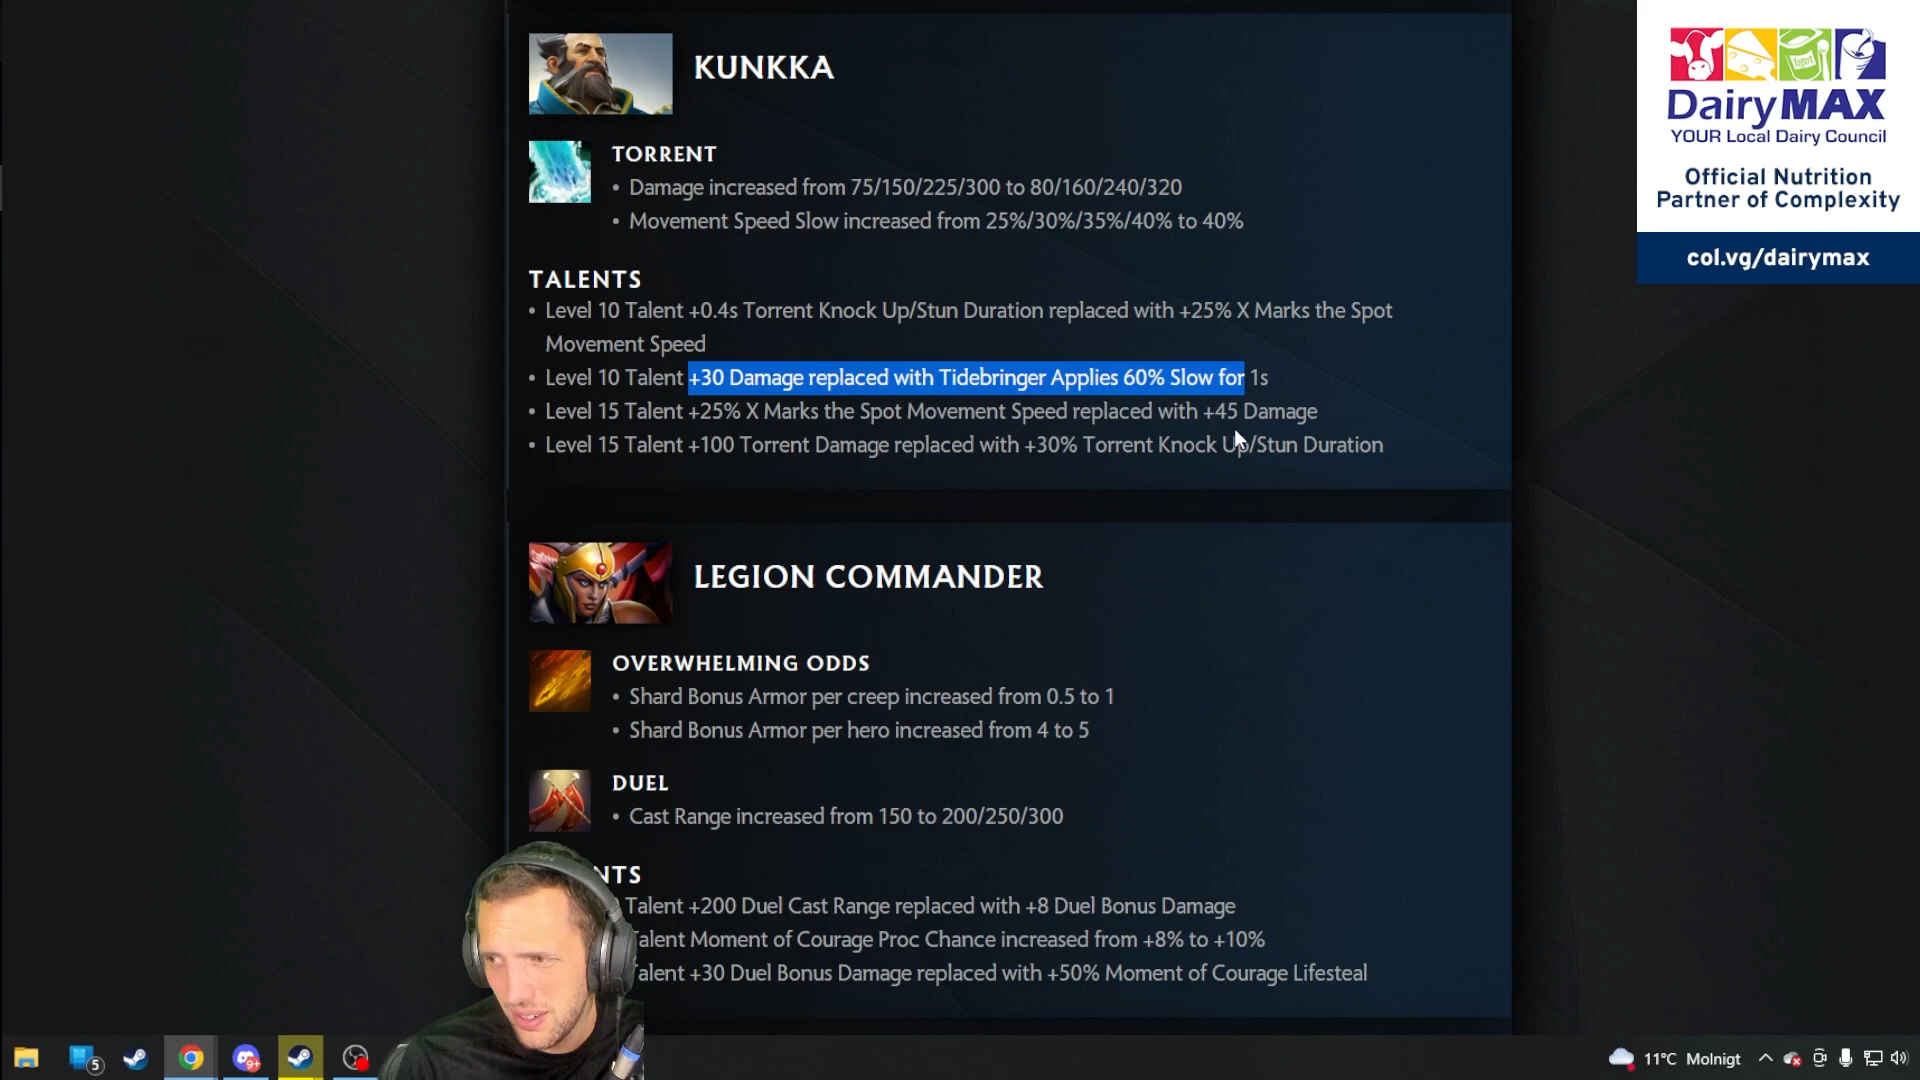 KUNKKA
TORRENT
• Damage increased from 75/150/225/300 to 80/160/240/320
• Movement Speed Slow increased from 25%/30%/35%/40% to 40%
TALENTS
• Level 10 Talent +0.4s Torrent Knock Up/Stun Duration replaced with +25% X Marks the Spot
Movement Speed
• Level 10 Talent +30 Damage replaced with Tidebringer Applies 60% Slow for 1s
• Level 15 Talent +25% X Marks the Spot Movement Speed replaced with +45 Damage
• Level 15 Talent +100 Torrent Damage replaced with +30% Torrent Knock Up/Stun Duration
LEGION COMMANDER
OVERWHELMING ODDS
• Shard Bonus Armor per creep increased from 0.5 to 1
• Shard Bonus Armor per hero increased from 4 to 5
DUEL
• Cast Range increased from 150 to 200/250/300
NTS
Talent +200 Duel Cast Range replaced with +8 Duel Bonus Damage
Talent Moment of Courage Proc Chance increased from +8% to +10%
Talent +30 Duel Bonus Damage replaced with +50% Moment of Courage Lifesteal
Yogurt
DairyMAX
YOUR Local Dairy Council
Official Nutrition
Partner of Complexity
col.vg/dairymax
5
9+
11°C Molnigt